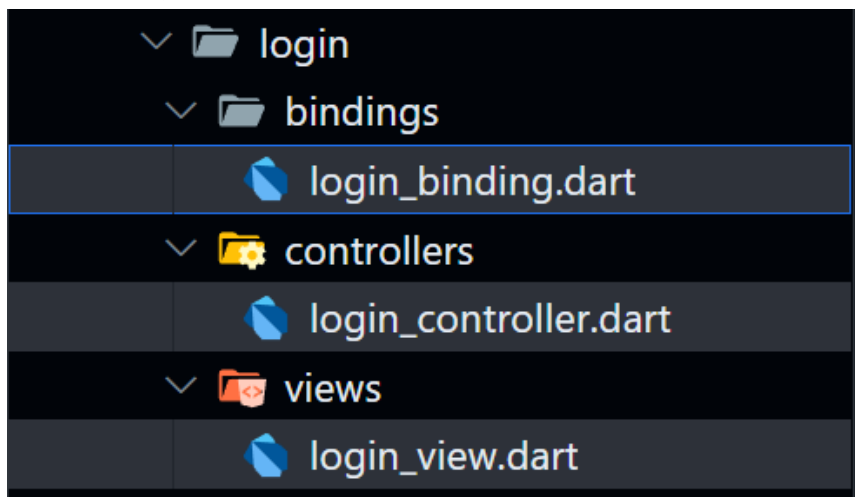 login
bindings
login_binding.dart
controllers
login_controller.dart
views
login_view.dart